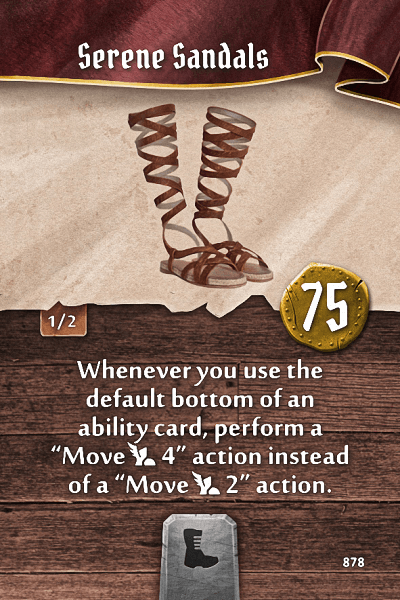 Serene Sandals
1/2
75
Whenever you use the
default bottom of an
ability card, perform a
“Move 4” action instead
of a “Move 2” action.
878